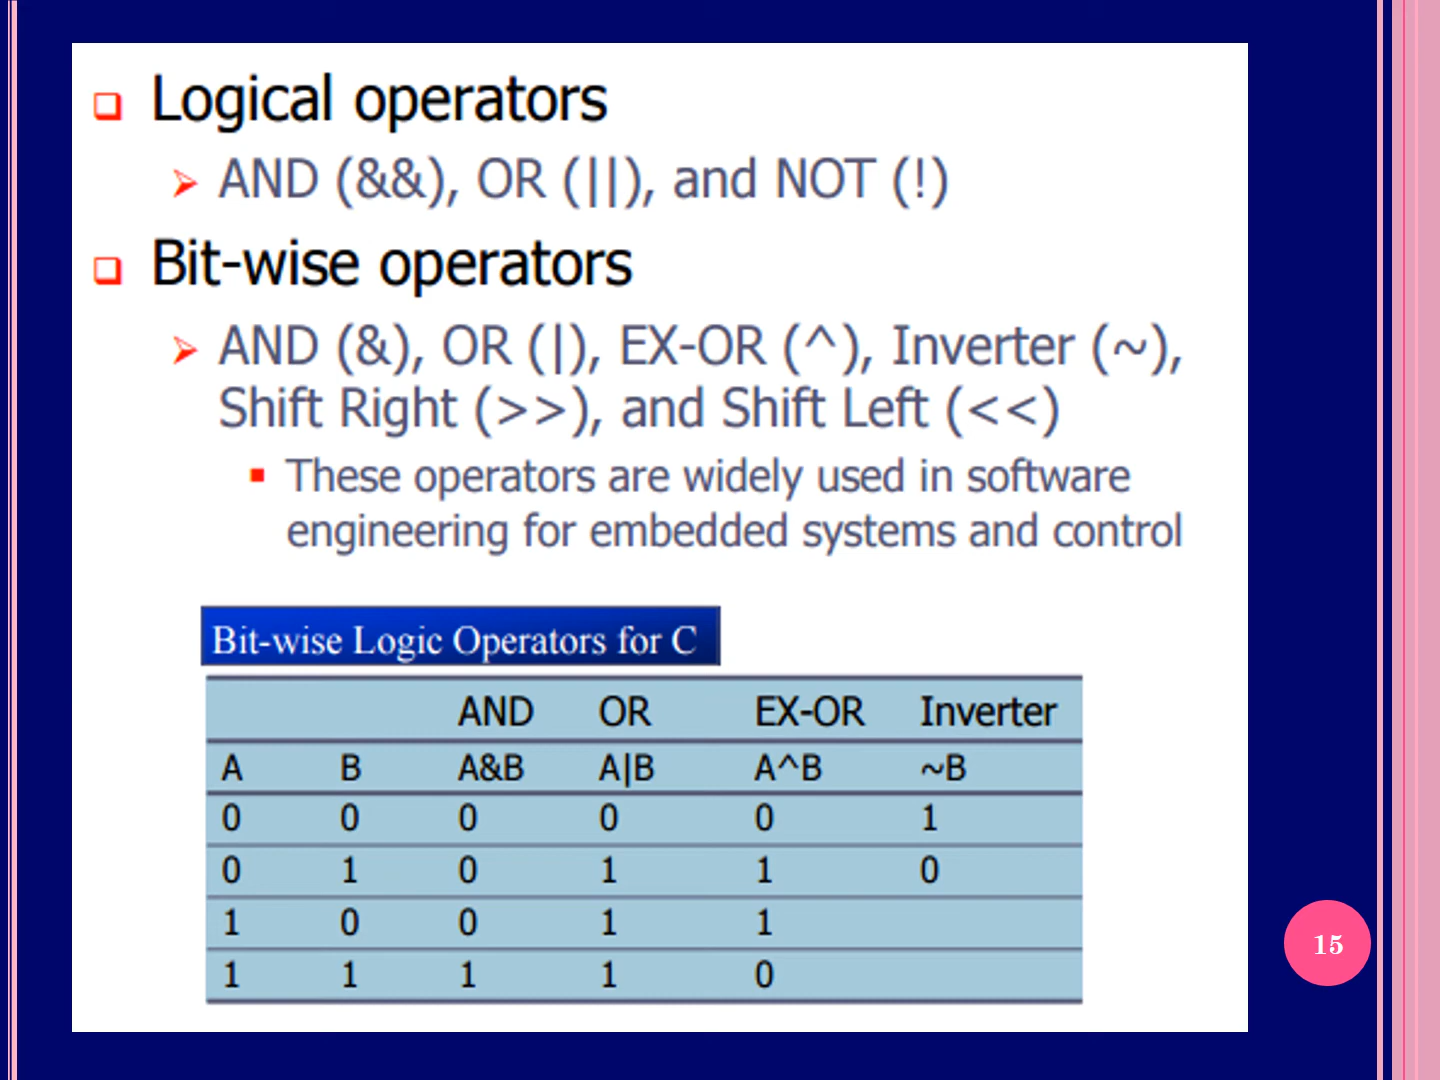 Logical operators
AND (&&), OR (||), and NOT (!)
Bit-wise operators
AND (&), OR (|), EX-OR (^), Inverter (~),
Shift Right (>>), and Shift Left (<<)
These operators are widely used in software
engineering for embedded systems and control
Bit-wise Logic Operators for C
AND OR EX-OR Inverter
A B A&B A|B A^B ~B
0 0 0 0 0 1
0 1 0 1 1 0
1 0 0 1 1
1 1 1 1 0
15